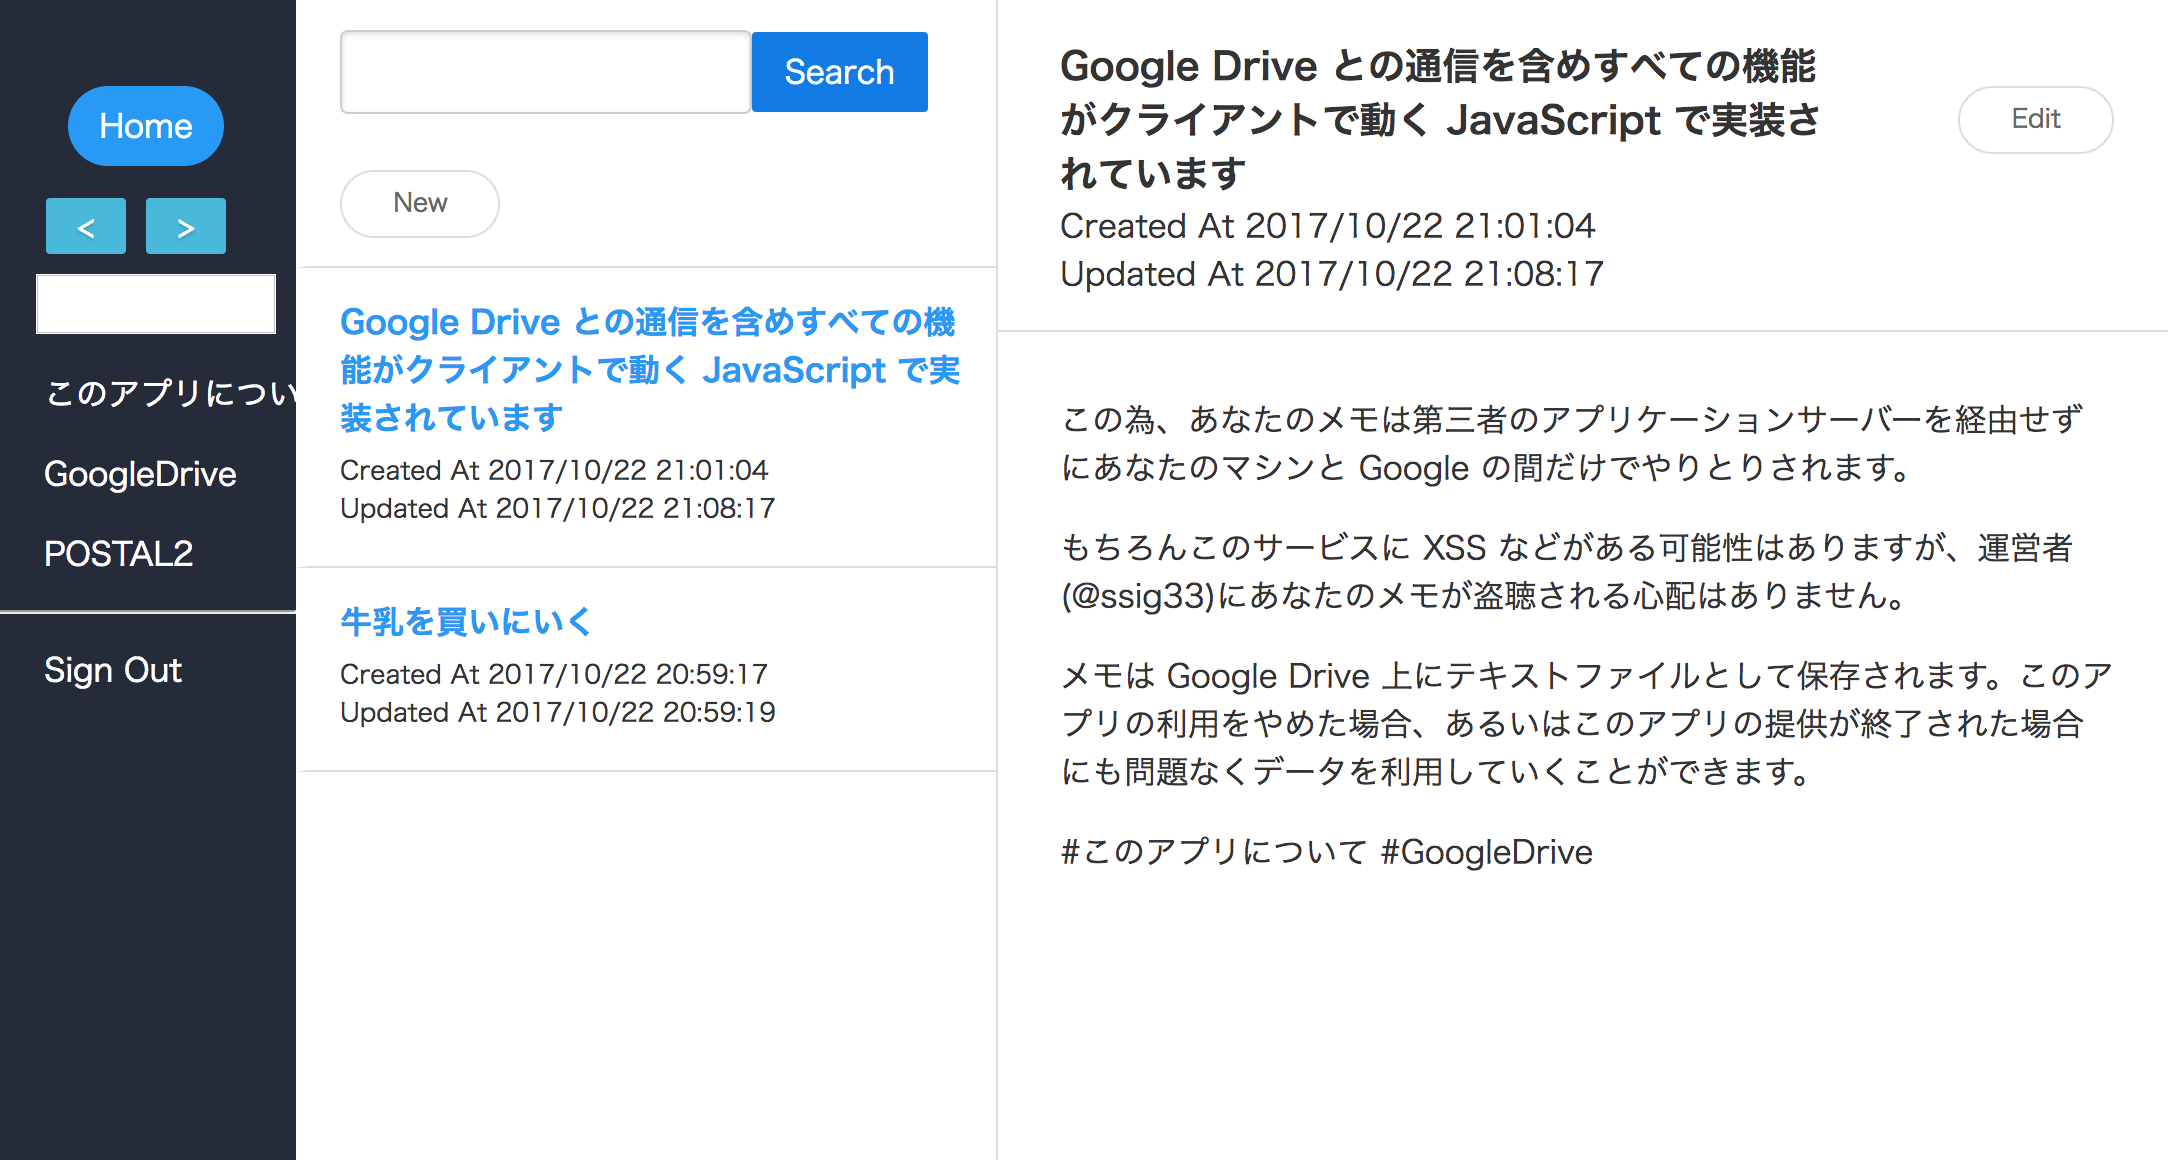 Home
<
>
このアプリについ
GoogleDrive
POSTAL2
Sign Out
Search
New
Google Drive との通信を含めすべての機
能がクライアントで動く JavaScript で実
装されています
Created At 2017/10/22 21:01:04
Updated At 2017/10/22 21:08:17
牛乳を買いにいく
Created At 2017/10/22 20:59:17
Updated At 2017/10/22 20:59:19
Google Drive との通信を含めすべての機能
がクライアントで動く JavaScript で実装さ
れています
Created At 2017/10/22 21:01:04
Updated At 2017/10/22 21:08:17
Edit
この為、あなたのメモは第三者のアプリケーションサーバーを経由せず
にあなたのマシンと Google の間だけでやりとりされます。
もちろんこのサービスに XSS などがある可能性はありますが、運営者
(@ssig33)にあなたのメモが盗聴される心配はありません。
メモは Google Drive 上にテキストファイルとして保存されます。このア
プリの利用をやめた場合、あるいはこのアプリの提供が終了された場合
にも問題なくデータを利用していくことができます。
#このアプリについて #GoogleDrive